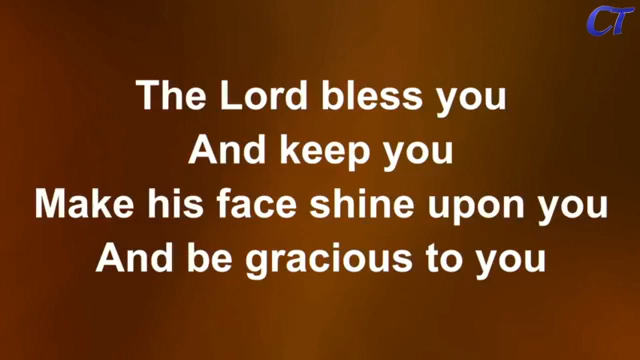 CT
The Lord bless you
And keep you
Make his face shine upon you
And be gracious to you